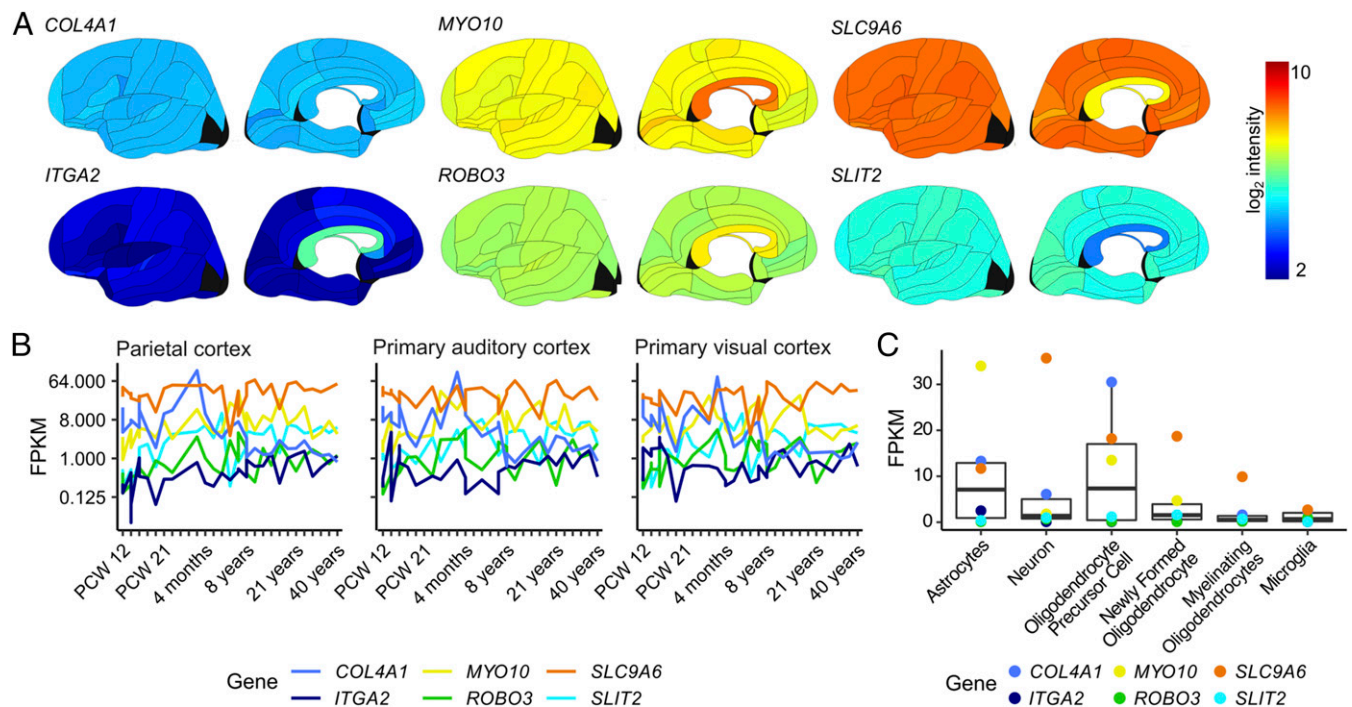 A
COL4A1
MYO10
SLC9A6
10
log₂ intensity
2
ITGA2
ROBO3
SLIT2
B
Parietal cortex
Primary auditory cortex
Primary visual cortex
FPKM
64.000
8.000
1.000
0.125
PCW 12
PCW 21
4 months
8 years
21 years
40 years
PCW 12
PCW 21
4 months
8 years
21 years
40 years
PCW 12
PCW 21
4 months
8 years
21 years
40 years
Gene
COL4A1
MYO10
SLC9A6
ITGA2
ROBO3
SLIT2
C
FPKM
30
20
10
0
Astrocytes
Neuron
Oligodendrocyte
Precursor Cell
Newly Formed
Oligodendrocyte
Myelinating
Oligodendrocytes
Microglia
Gene
COL4A1
MYO10
SLC9A6
ITGA2
ROBO3
SLIT2